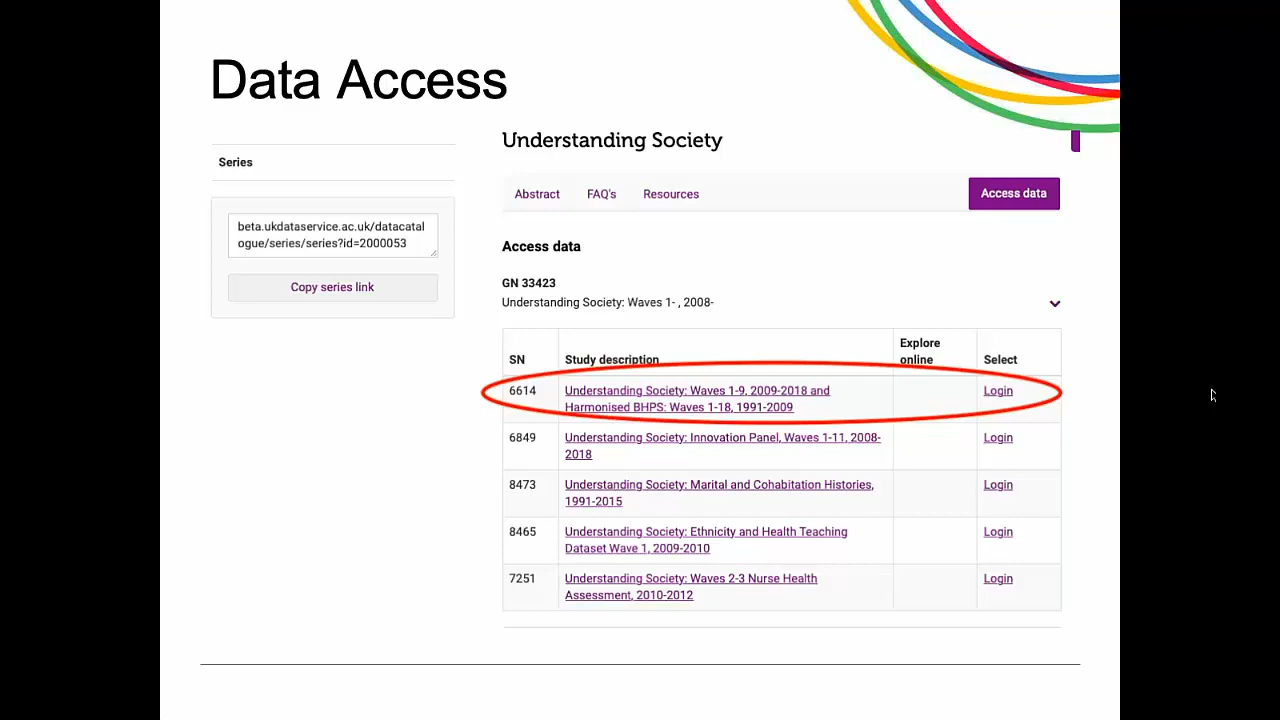 Data Access
Series
beta.ukdataservice.ac.uk/datacatal
ogue/series/series?id=2000053
Copy series link
Understanding Society
Abstract FAQ's Resources Access data
Access data
GN 33423
Understanding Society: Waves 1- , 2008-
SN Study description Explore online Select
6614 Understanding Society: Waves 1-9, 2009-2018 and Login
Harmonised BHPS: Waves 1-18, 1991-2009
6849 Understanding Society: Innovation Panel, Waves 1-11, 2008- Login
2018
8473 Understanding Society: Marital and Cohabitation Histories, Login
1991-2015
8465 Understanding Society: Ethnicity and Health Teaching Login
Dataset Wave 1, 2009-2010
7251 Understanding Society: Waves 2-3 Nurse Health Login
Assessment, 2010-2012